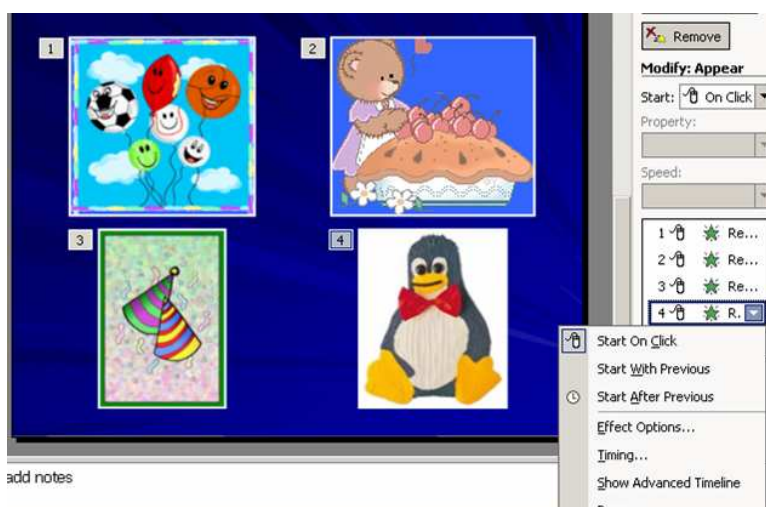 1
2
3
4
Remove
Modify: Appear
Start: On Click
Property:
Speed:
1 Re...
2 Re...
3 Re...
4 R.
Start On Click
Start With Previous
Start After Previous
Effect Options...
Timing...
Show Advanced Timeline
add notes